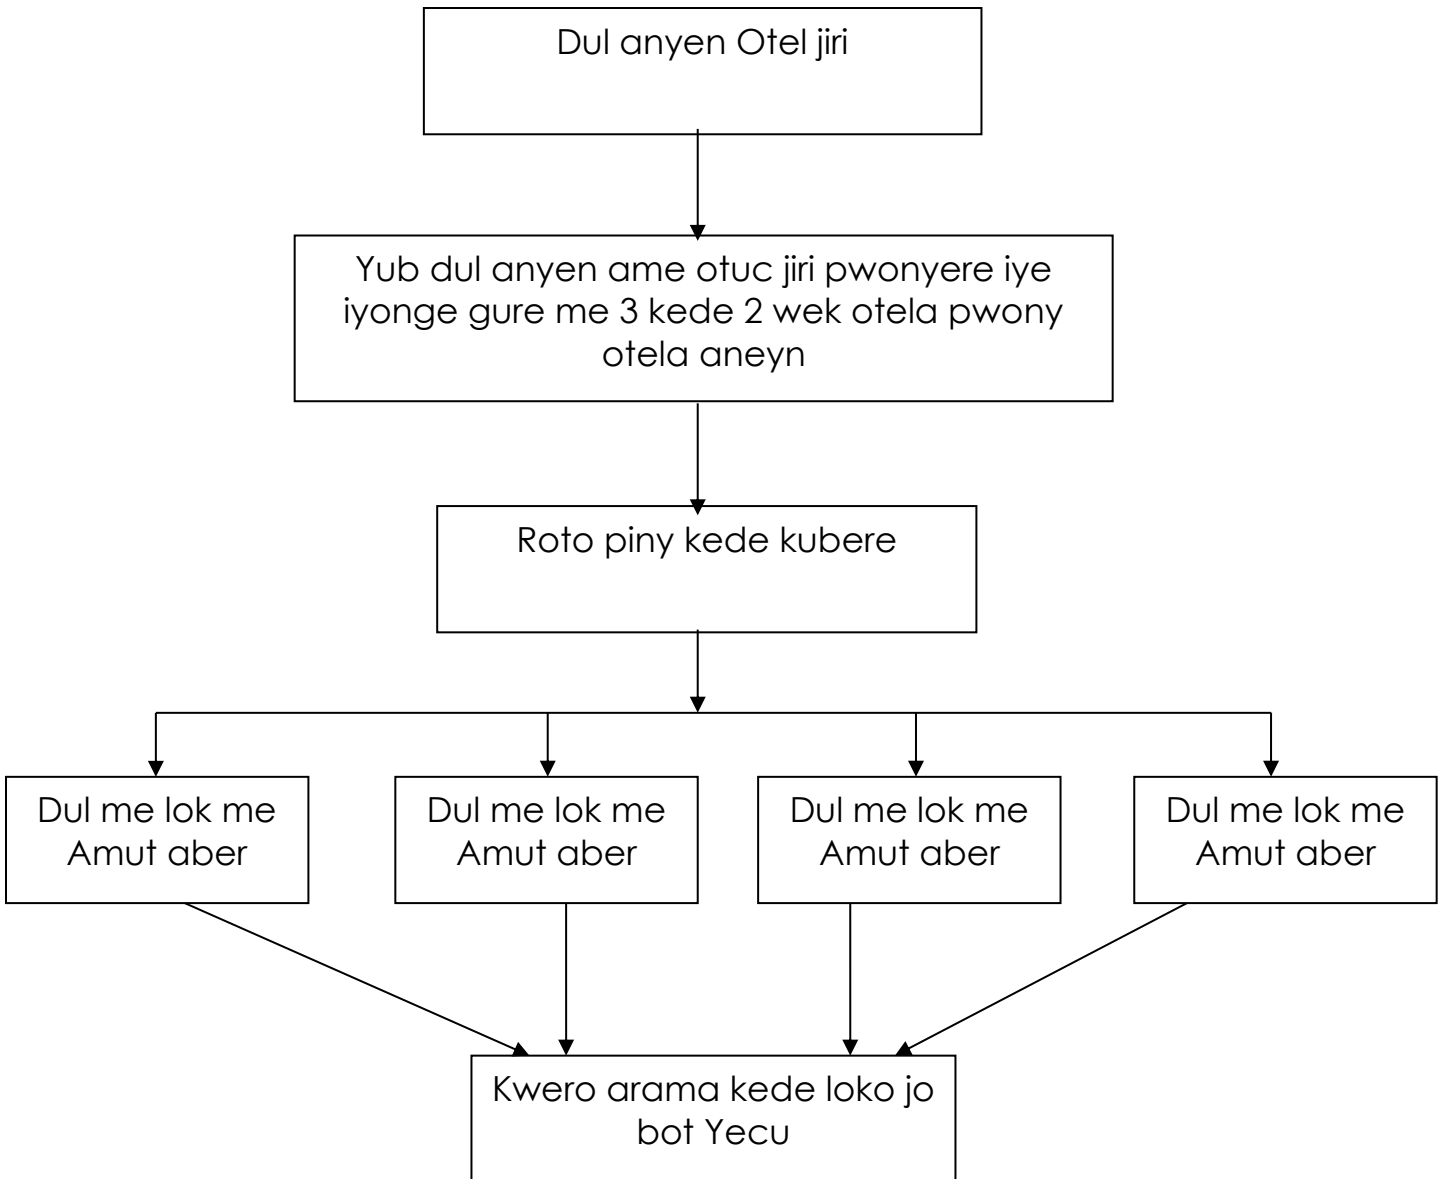 Dul anyen Otel jiri
Yub dul anyen ame otuc jiri pwonyere iye
iyonge gure me 3 kede 2 wek otela pwony
otela aneyn
Roto piny kede kubere
Dul me lok me
Amut aber
Dul me lok me
Amut aber
Dul me lok me
Amut aber
Dul me lok me
Amut aber
Kwero arama kede loko jo
bot Yecu